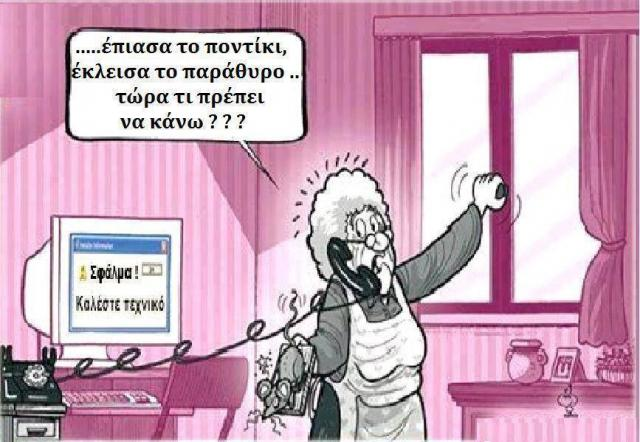 .....έπιασα το ποντίκι,
έκλεισα το παράθυρο ..
τώρα τι πρέπει
να κάνω ? ? ?
Σφάλμα !
Καλέστε τεχνικό